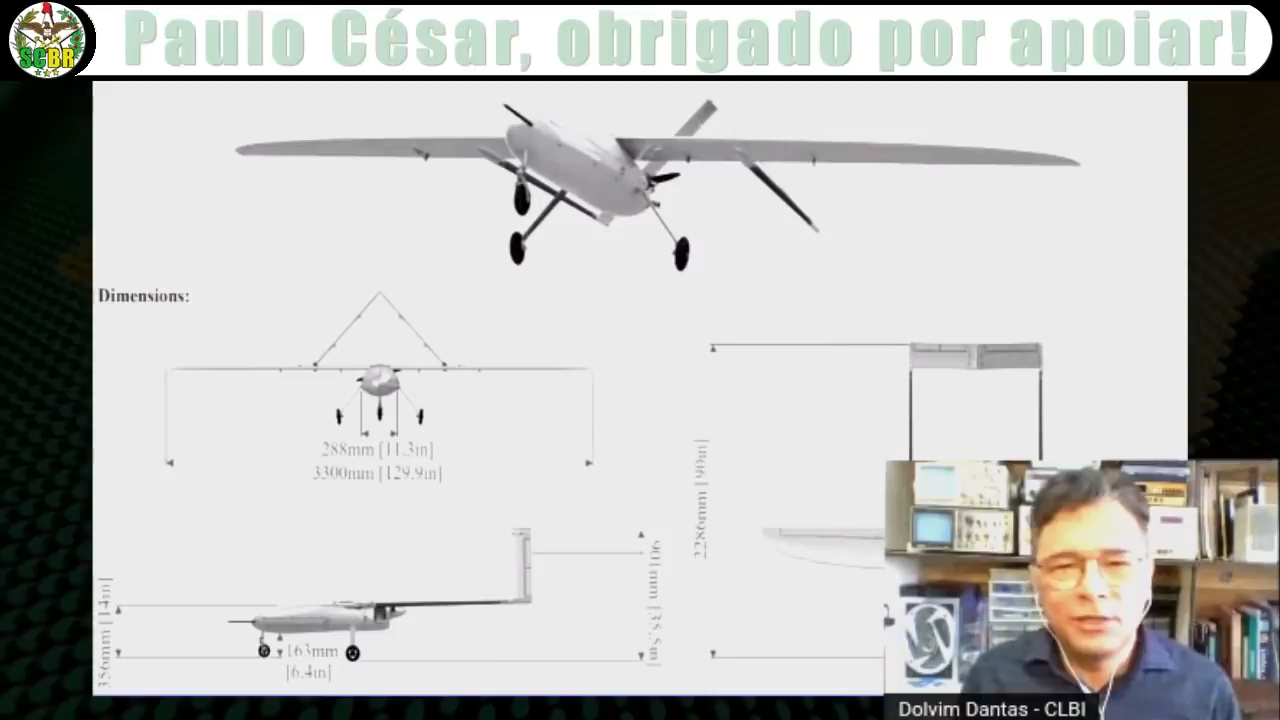 SCBR
Paulo César, obrigado por apoiar!
Dimensions:
288mm [11.3in]
3300mm [129.9in]
2286mm [90in]
356mm [14in]
163mm
[6.4in]
901mm [35.5in]
Dolvim Dantas - CLBI